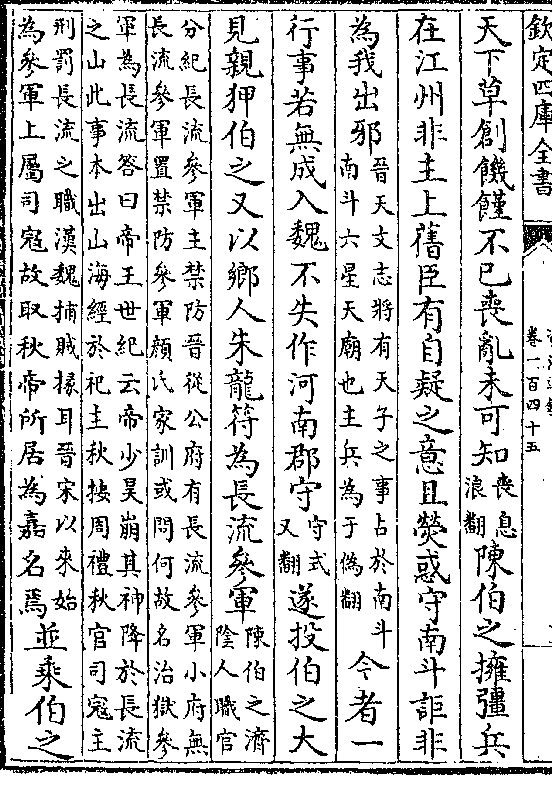 欽定四庫全書
卷一百四十五
天下草創饑饉不已喪亂未可知喪息浪翻陳伯之擁彊兵
在江州非主上舊臣有自疑之意且熒惑守南斗詎非
為我出邪晉天文志將有天子之事占於南斗南斗六星天廟也主兵為于偽翻今者一
行事若無成入魏不失作河南郡守守式又翻遂投伯之大
見親狎伯之又以鄉人朱龍符為長流參軍陳伯之濟陰人職官
分紀長流參軍主禁防晉從公府有長流參軍小府無
長流參軍置禁防參軍顏氏家訓或問何故名治獄參
軍為長流答曰帝王世紀云帝少昊崩其神降於長流
之山此事本出山海經於祀主秋按周禮秋官司寇主
刑罰長流之職漢魏捕賊掾耳晉宋以來始
為參軍上屬司寇故取秋帝所居為嘉名焉並乘伯之